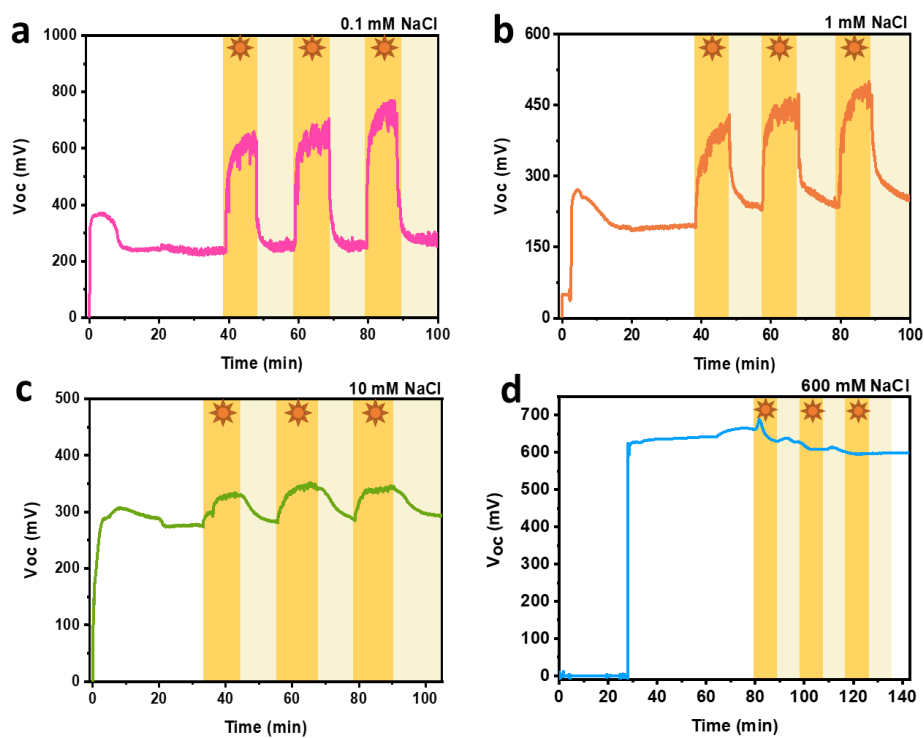 a
0.1 mM NaCl
1000
800
600
400
200
0
Voc (mV)
0 20 40 60 80 100
Time (min)
b
1 mM NaCl
600
450
300
150
0
Voc (mV)
0 20 40 60 80 100
Time (min)
c
10 mM NaCl
500
400
300
200
100
0
Voc (mV)
0 20 40 60 80 100
Time (min)
d
600 mM NaCl
700
600
500
400
300
200
100
0
Voc (mV)
0 20 40 60 80 100 120 140
Time (min)